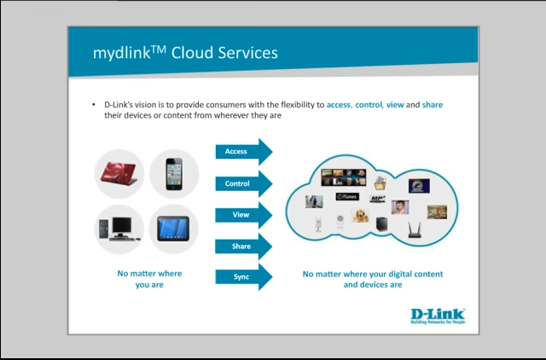 mydlink™ Cloud Services
• D-Link's vision is to provide consumers with the flexibility to access, control, view and share
their devices or content from wherever they are
Access
Control
View
Share
Sync
iTunes
MP3
No matter where
you are
No matter where your digital content
and devices are
D-Link
Building Networks for People